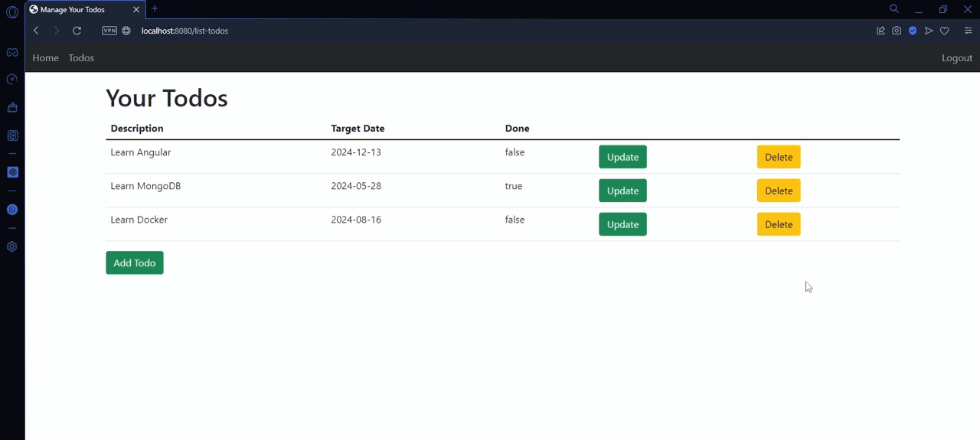 Manage Your Todos
VPN localhost:8080/list-todos
Home Todos Logout
Your Todos
Description Target Date Done
Learn Angular 2024-12-13 false Update Delete
Learn MongoDB 2024-05-28 true Update Delete
Learn Docker 2024-08-16 false Update Delete
Add Todo